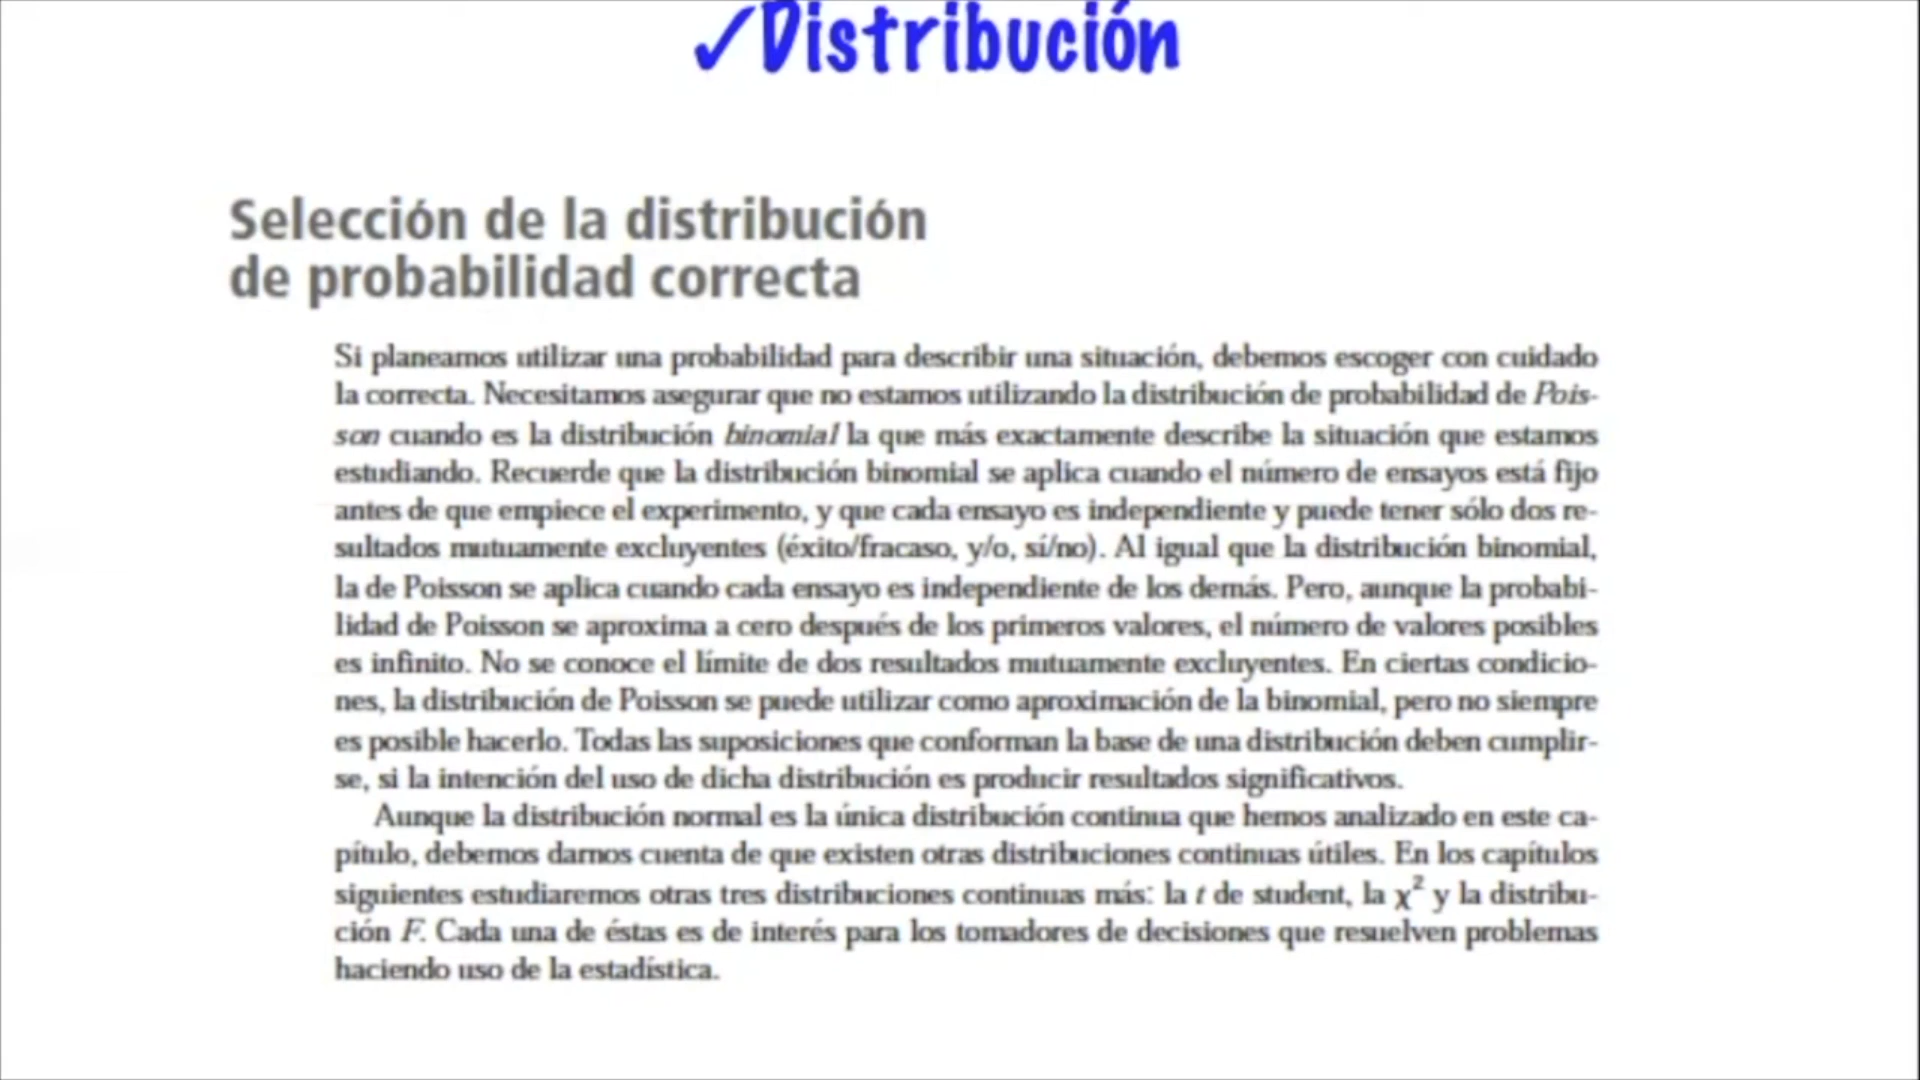 ✓Distribución
Selección de la distribución
de probabilidad correcta
Si planeamos utilizar una probabilidad para describir una situación, debemos escoger con cuidado
la correcta. Necesitamos asegurar que no estamos utilizando la distribución de probabilidad de Pois-
son cuando es la distribución binomial la que más exactamente describe la situación que estamos
estudiando. Recuerde que la distribución binomial se aplica cuando el número de ensayos está fijo
antes de que empiece el experimento, y que cada ensayo es independiente y puede tener sólo dos re-
sultados mutuamente excluyentes (éxito/fracaso, y/o, sí/no). Al igual que la distribución binomial,
la de Poisson se aplica cuando cada ensayo es independiente de los demás. Pero, aunque la probabi-
lidad de Poisson se aproxima a cero después de los primeros valores, el número de valores posibles
es infinito. No se conoce el límite de dos resultados mutuamente excluyentes. En ciertas condicio-
nes, la distribución de Poisson se puede utilizar como aproximación de la binomial, pero no siempre
es posible hacerlo. Todas las suposiciones que conforman la base de una distribución deben cumplir-
se, si la intención del uso de dicha distribución es producir resultados significativos.
Aunque la distribución normal es la única distribución continua que hemos analizado en este ca-
pítulo, debemos darnos cuenta de que existen otras distribuciones continuas útiles. En los capítulos
siguientes estudiaremos otras tres distribuciones continuas más: la t de student, la χ² y la distribu-
ción F. Cada una de éstas es de interés para los tomadores de decisiones que resuelven problemas
haciendo uso de la estadística.